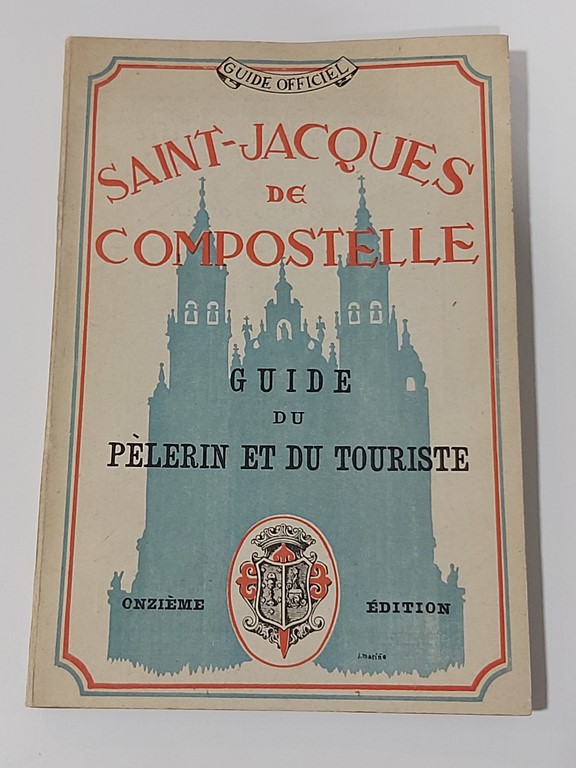 GUIDE OFFICIEL
SAINT-JACQUES
DE
COMPOSTELLE
GUIDE
DU
PÈLERIN ET DU TOURISTE
ONZIÈME ÉDITION
J. mariño